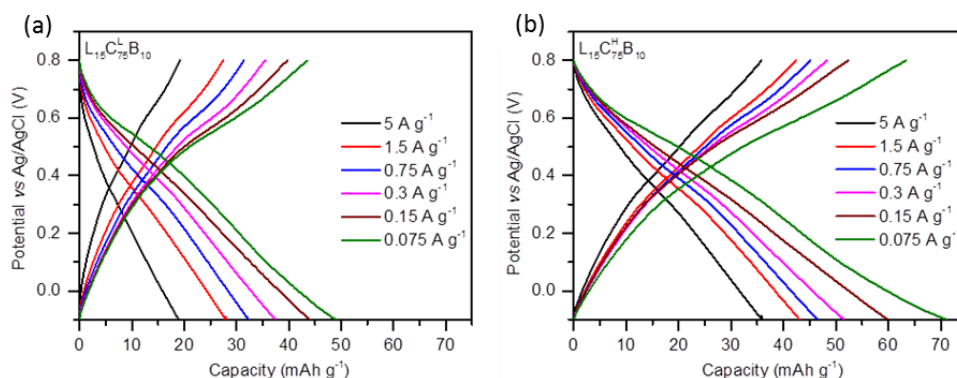 (a)
L₁₅C₇₅ᴸB₁₀
Potential vs Ag/AgCl (V)
0.8
0.6
0.4
0.2
0.0
5 A g⁻¹
1.5 A g⁻¹
0.75 A g⁻¹
0.3 A g⁻¹
0.15 A g⁻¹
0.075 A g⁻¹
0 10 20 30 40 50 60 70
Capacity (mAh g⁻¹)
(b)
L₁₅C₇₅ᴴB₁₀
Potential vs Ag/AgCl (V)
0.8
0.6
0.4
0.2
0.0
5 A g⁻¹
1.5 A g⁻¹
0.75 A g⁻¹
0.3 A g⁻¹
0.15 A g⁻¹
0.075 A g⁻¹
0 10 20 30 40 50 60 70
Capacity (mAh g⁻¹)